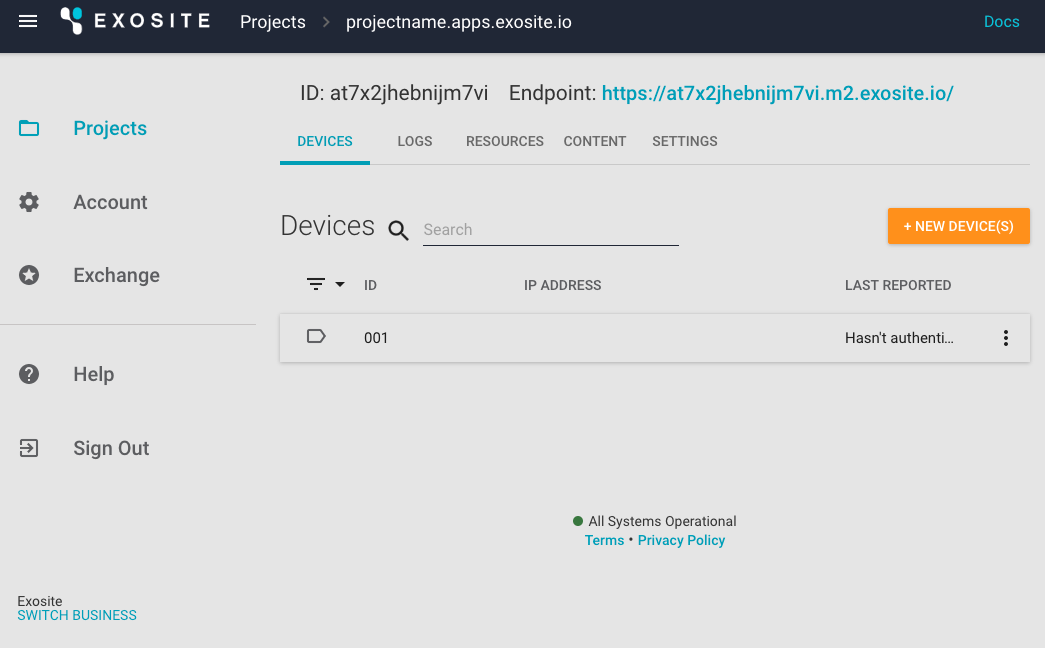 EXOSITE Projects > projectname.apps.exosite.io Docs
ID: at7x2jhebnijm7vi Endpoint: https://at7x2jhebnijm7vi.m2.exosite.io/
Projects
Account
Exchange
Help
Sign Out
DEVICES LOGS RESOURCES CONTENT SETTINGS
Devices Search + NEW DEVICE(S)
ID IP ADDRESS LAST REPORTED
001 Hasn't authenti...
All Systems Operational
Terms • Privacy Policy
Exosite
SWITCH BUSINESS